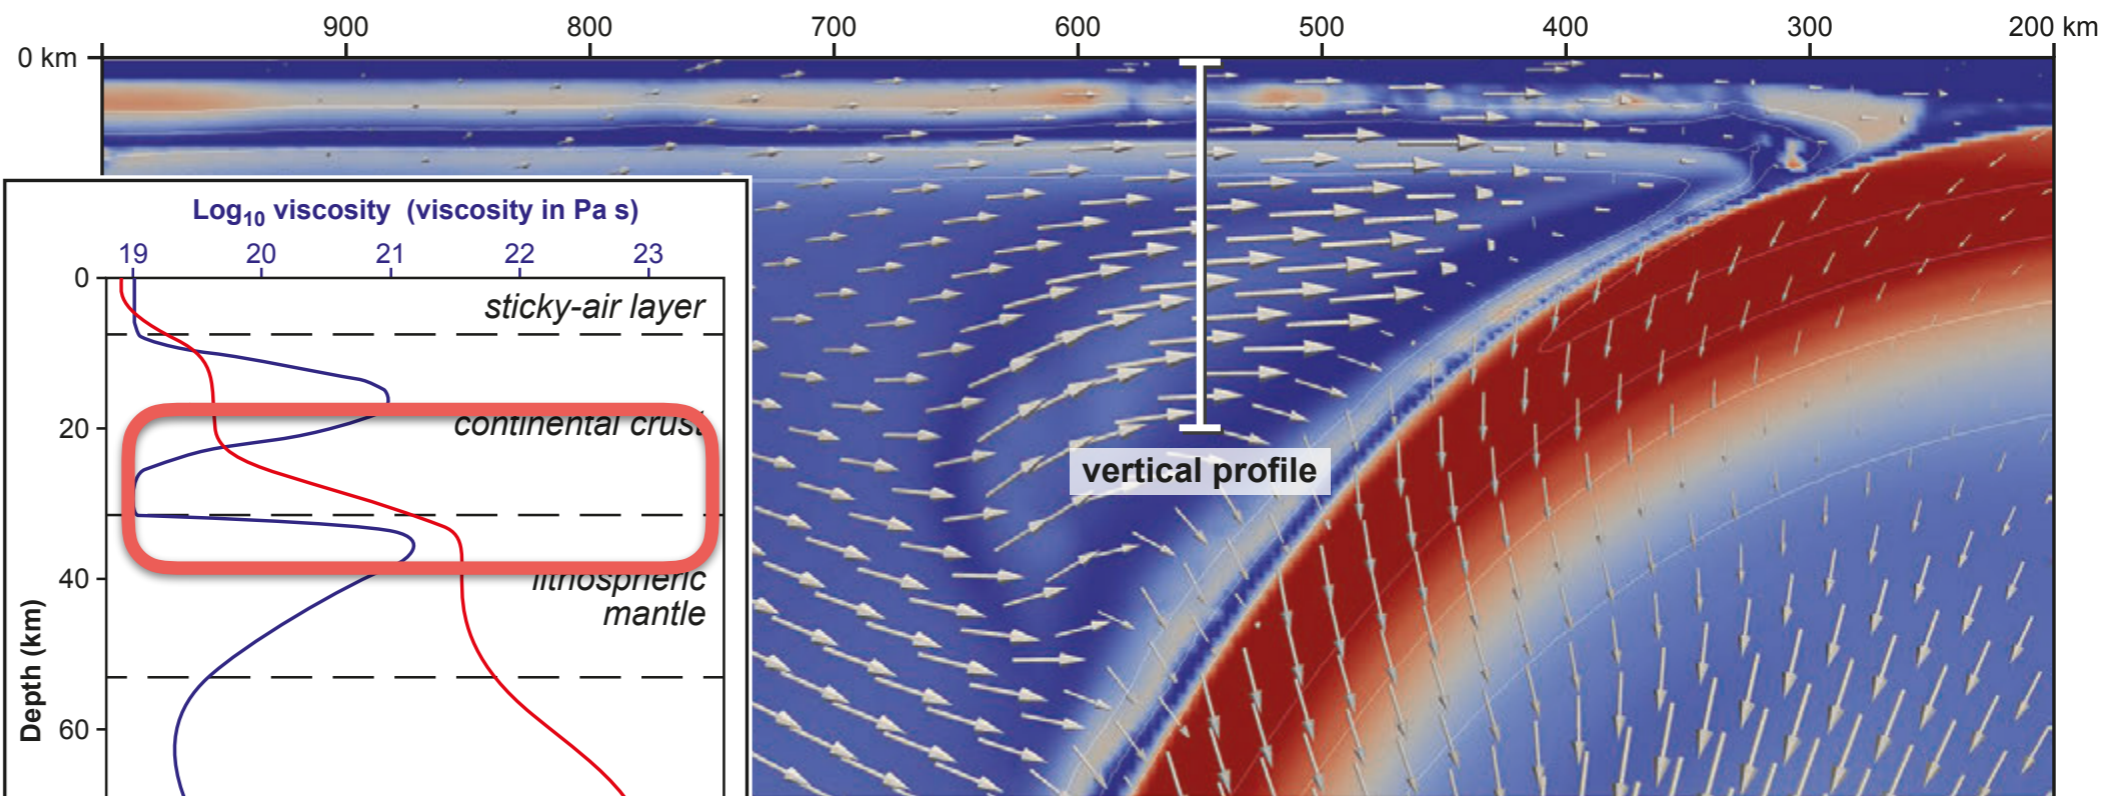 900 800 700 600 500 400 300 200 km
0 km
Log10 viscosity (viscosity in Pa s)
19 20 21 22 23
0
sticky-air layer
20
continental crust
vertical profile
40
lithospheric
mantle
60
Depth (km)